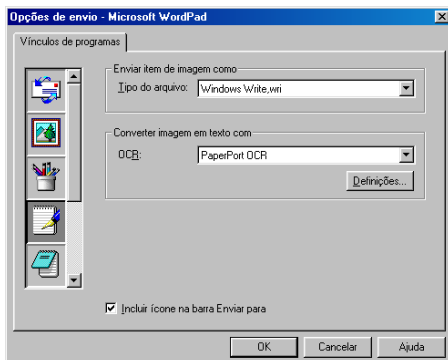 Opções de envio - Microsoft WordPad
Vínculos de programas
Enviar item de imagem como
Tipo do arquivo: Windows Write,wri
Converter imagem em texto com
OCR: PaperPort OCR
Definições...
Incluir ícone na barra Enviar para
OK Cancelar Ajuda